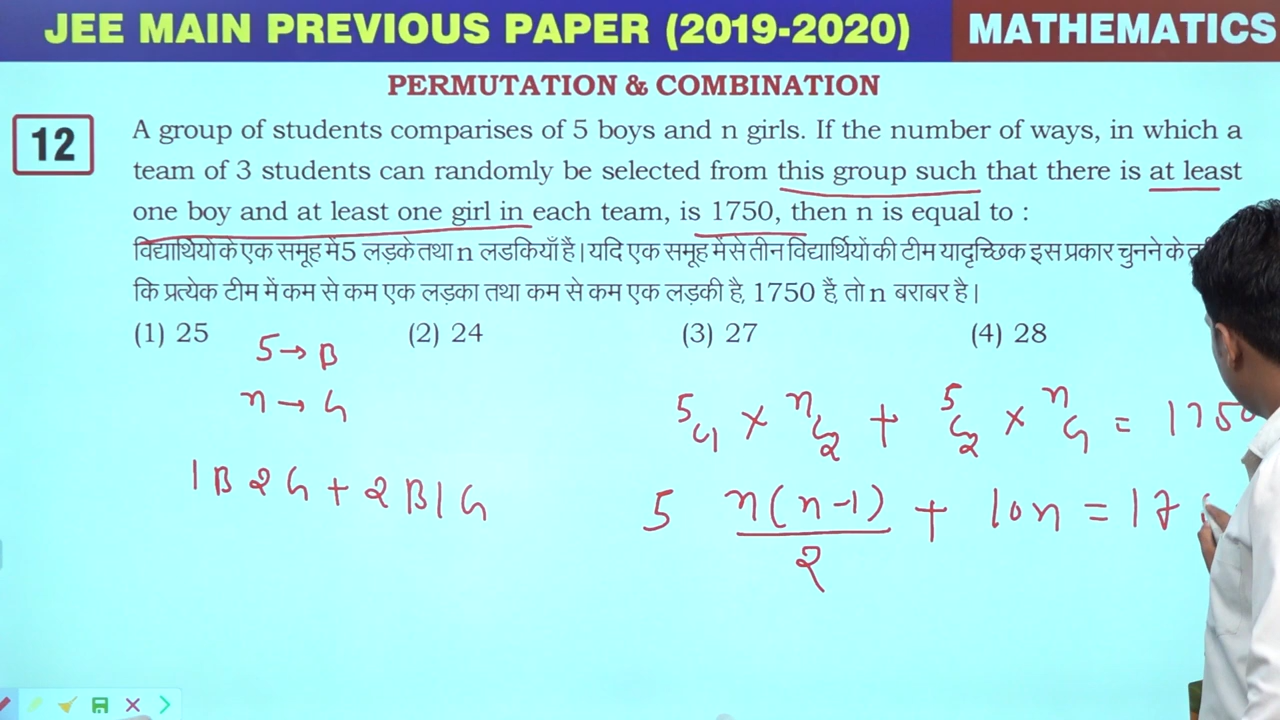 JEE MAIN PREVIOUS PAPER (2019-2020) MATHEMATICS
PERMUTATION & COMBINATION
12 A group of students comparises of 5 boys and n girls. If the number of ways, in which a
team of 3 students can randomly be selected from this group such that there is at least
one boy and at least one girl in each team, is 1750, then n is equal to :
विद्यार्थियों के एक समूह में 5 लड़के तथा n लडकियाँ हैं। यदि एक समूह में से तीन विद्यार्थियों की टीम यादृच्छिक इस प्रकार चुनने के
कि प्रत्येक टीम में कम से कम एक लड़का तथा कम से कम एक लड़की है, 1750 हैं, तो n बराबर है।
(1) 25 (2) 24 (3) 27 (4) 28
5 → B
n → G
1B 2G + 2B1G
⁵C₁ × ⁿC₂ + ⁵C₂ × ⁿC₁ = 1750
5 n(n-1)/2 + 10n = 17